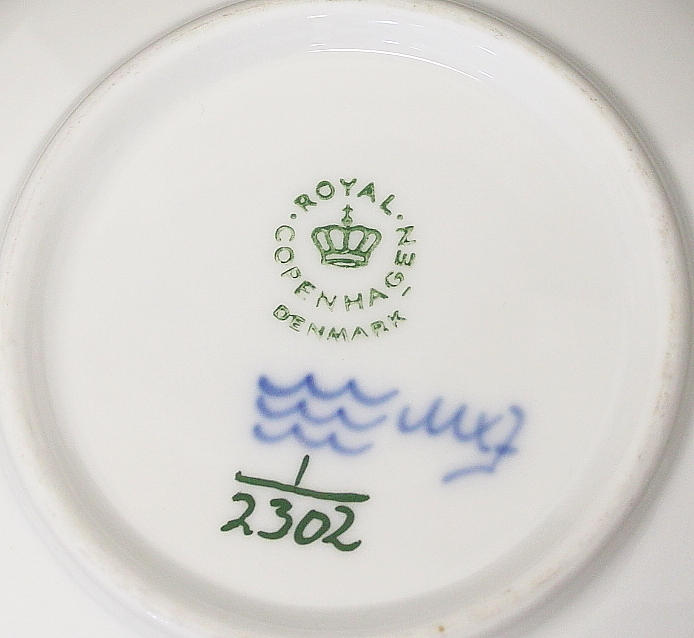 ROYAL
COPENHAGEN
DENMARK
1
2302